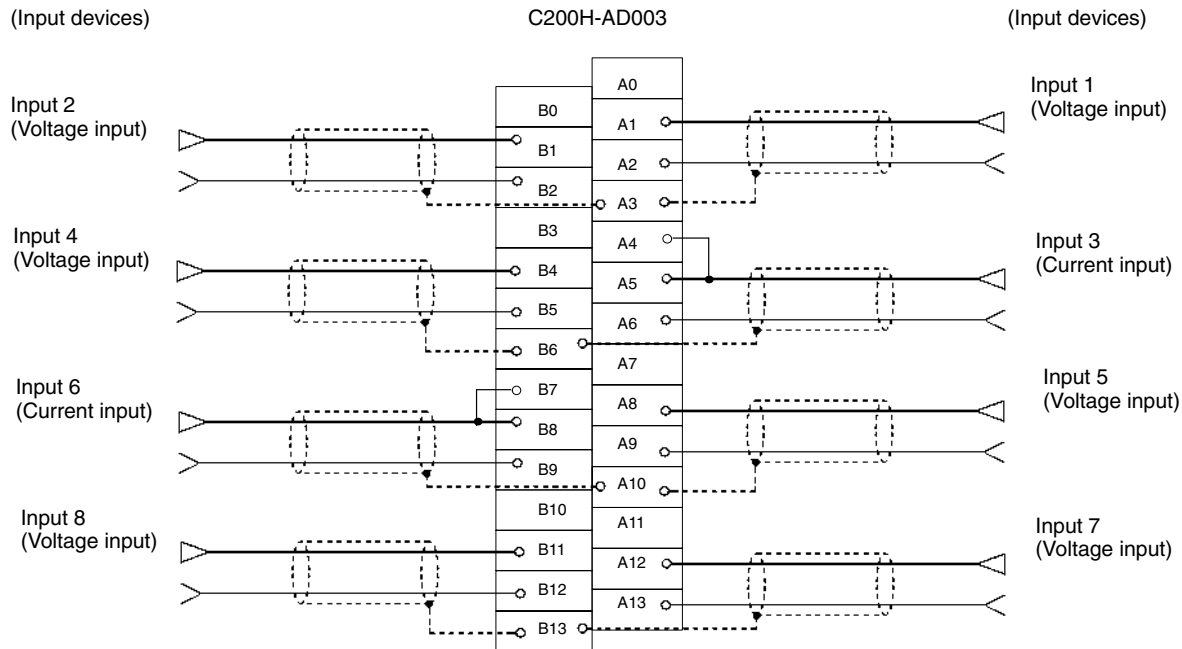 (Input devices)
C200H-AD003
(Input devices)
Input 2
(Voltage input)
Input 4
(Voltage input)
Input 6
(Current input)
Input 8
(Voltage input)
B0
B1
B2
B3
B4
B5
B6
B7
B8
B9
B10
B11
B12
B13
A0
A1
A2
A3
A4
A5
A6
A7
A8
A9
A10
A11
A12
A13
Input 1
(Voltage input)
Input 3
(Current input)
Input 5
(Voltage input)
Input 7
(Voltage input)